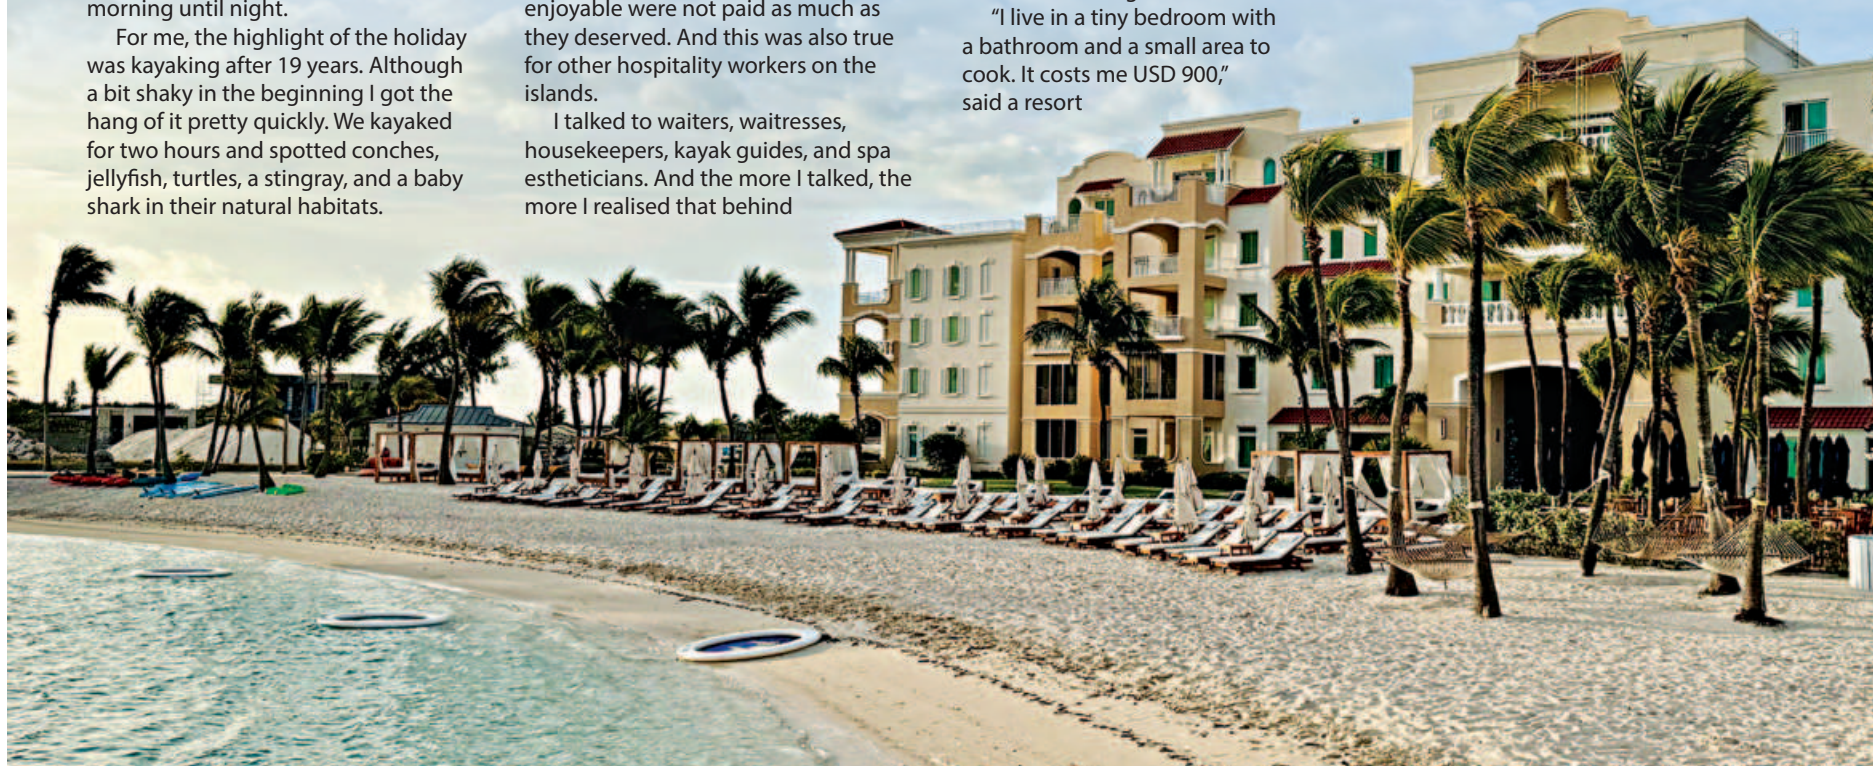 morning until night.
For me, the highlight of the holiday
was kayaking after 19 years. Although
a bit shaky in the beginning I got the
hang of it pretty quickly. We kayaked
for two hours and spotted conches,
jellyfish, turtles, a stingray, and a baby
shark in their natural habitats.
enjoyable were not paid as much as
they deserved. And this was also true
for other hospitality workers on the
islands.
I talked to waiters, waitresses,
housekeepers, kayak guides, and spa
estheticians. And the more I talked, the
more I realised that behind
“I live in a tiny bedroom with
a bathroom and a small area to
cook. It costs me USD 900,”
said a resort